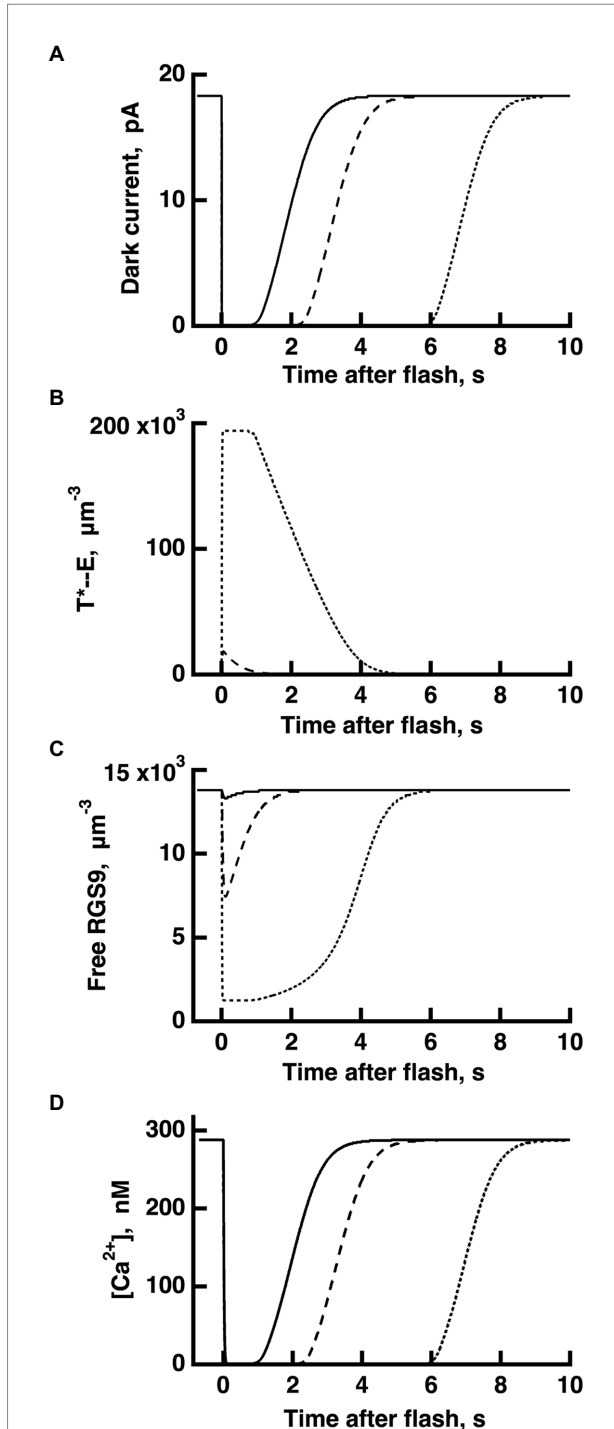 A
20
10
0
Dark current, pA
0 2 4 6 8 10
Time after flash, s
B
200 x10³
100
0
T*--E, µm⁻³
0 2 4 6 8 10
Time after flash, s
C
15 x10³
10
5
0
Free RGS9, µm⁻³
0 2 4 6 8 10
Time after flash, s
D
300
200
100
0
[Ca²⁺], nM
0 2 4 6 8 10
Time after flash, s